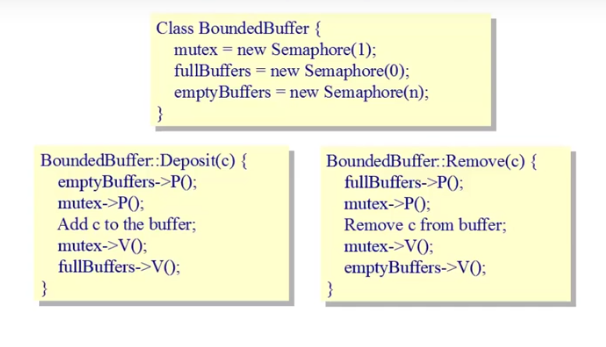 Class BoundedBuffer {
mutex = new Semaphore(1);
fullBuffers = new Semaphore(0);
emptyBuffers = new Semaphore(n);
}
BoundedBuffer::Deposit(c) {
emptyBuffers->P();
mutex->P();
Add c to the buffer;
mutex->V();
fullBuffers->V();
}
BoundedBuffer::Remove(c) {
fullBuffers->P();
mutex->P();
Remove c from buffer;
mutex->V();
emptyBuffers->V();
}